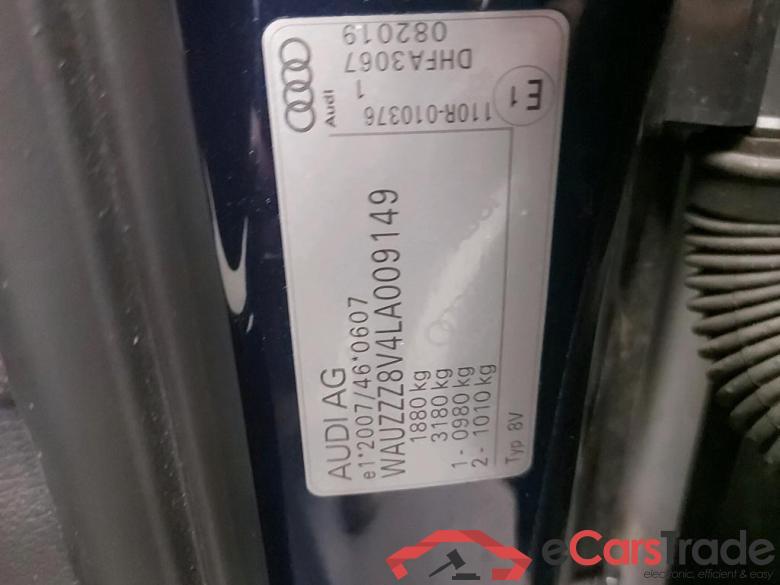 AUDI AG
e1*2007/46*0607
WAUZZZ8V4LA009149
1880 kg
3180 kg
1- 0980 kg
2- 1010 kg
Typ 8V
Audi
DHFA3067
082019
1
110R-010376
E1
eCarsTrade
electronic, efficient & easy